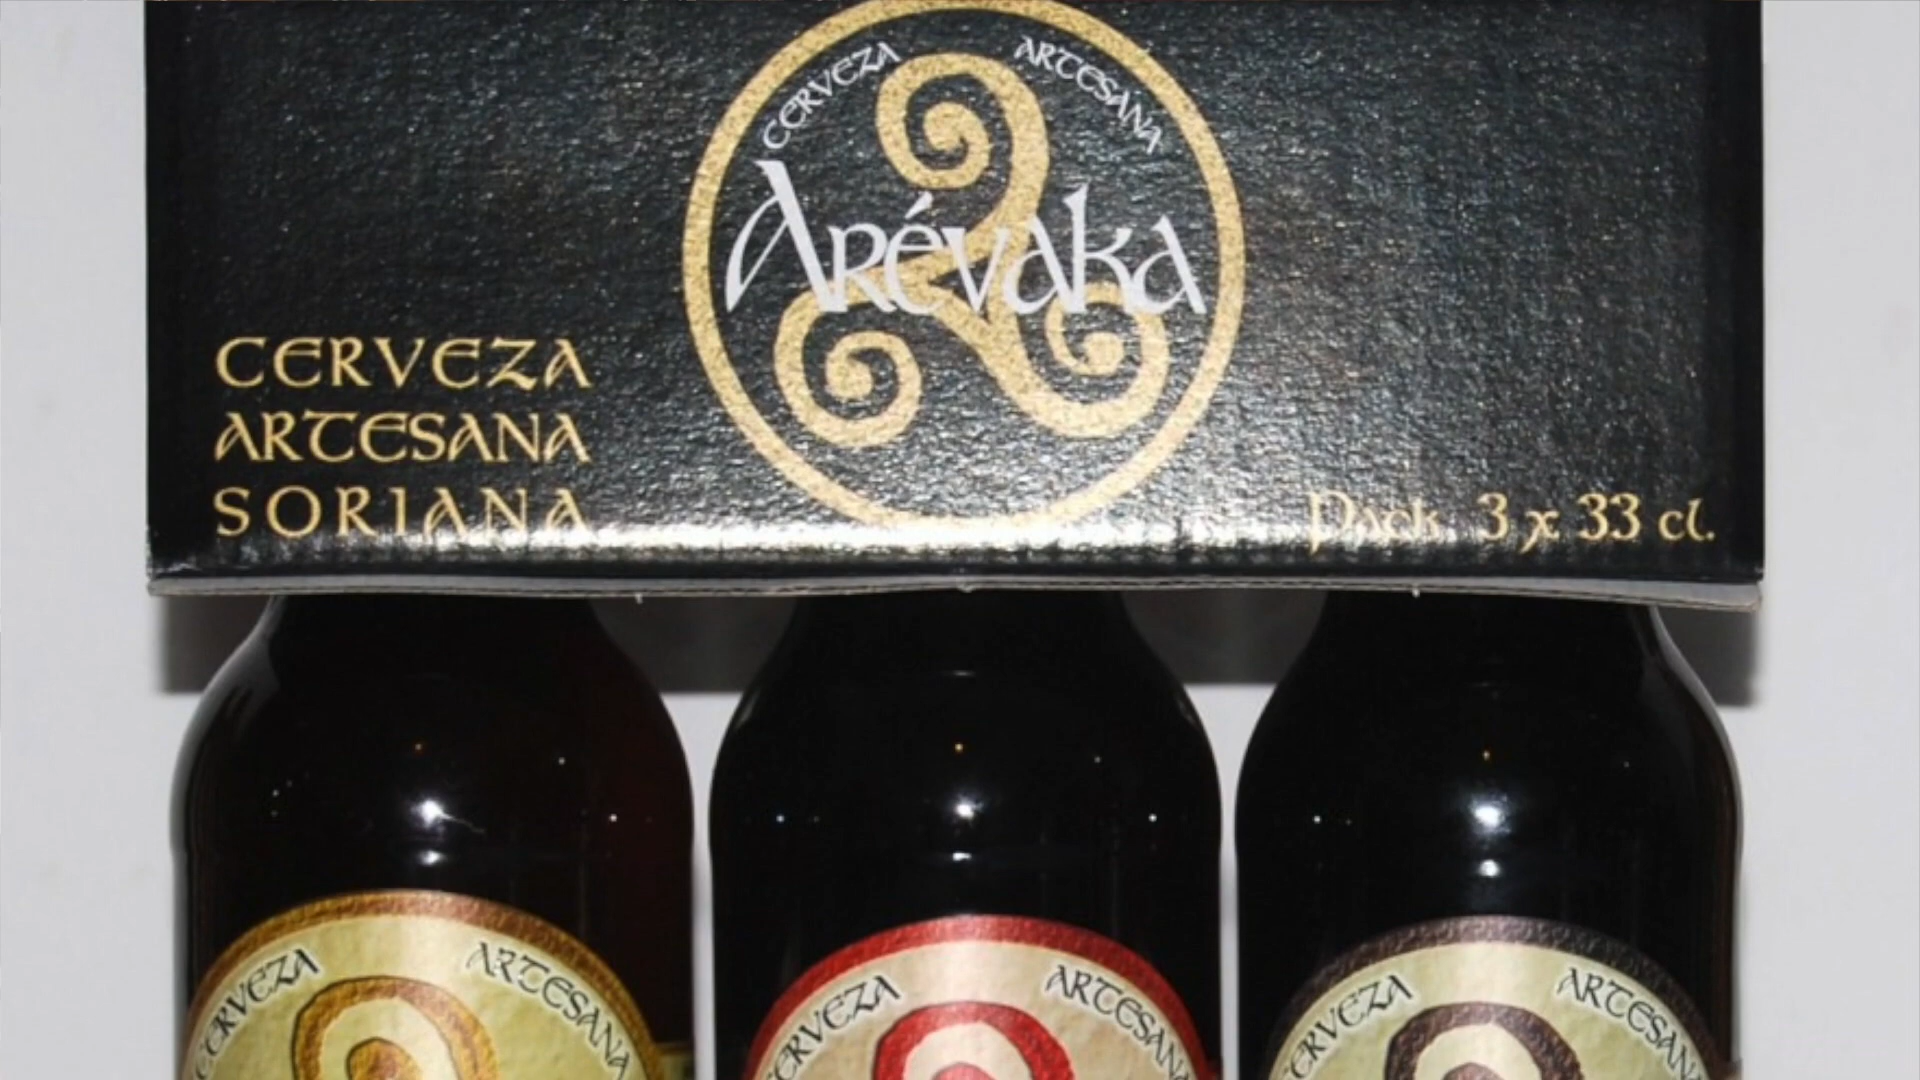 CERVEZA ARTESANA
Arévaka
CERVEZA
ARTESANA
SORIANA
Pack 3 x 33 cl.
CERVEZA ARTESANA
CERVEZA ARTESANA
CERVEZA ARTESANA